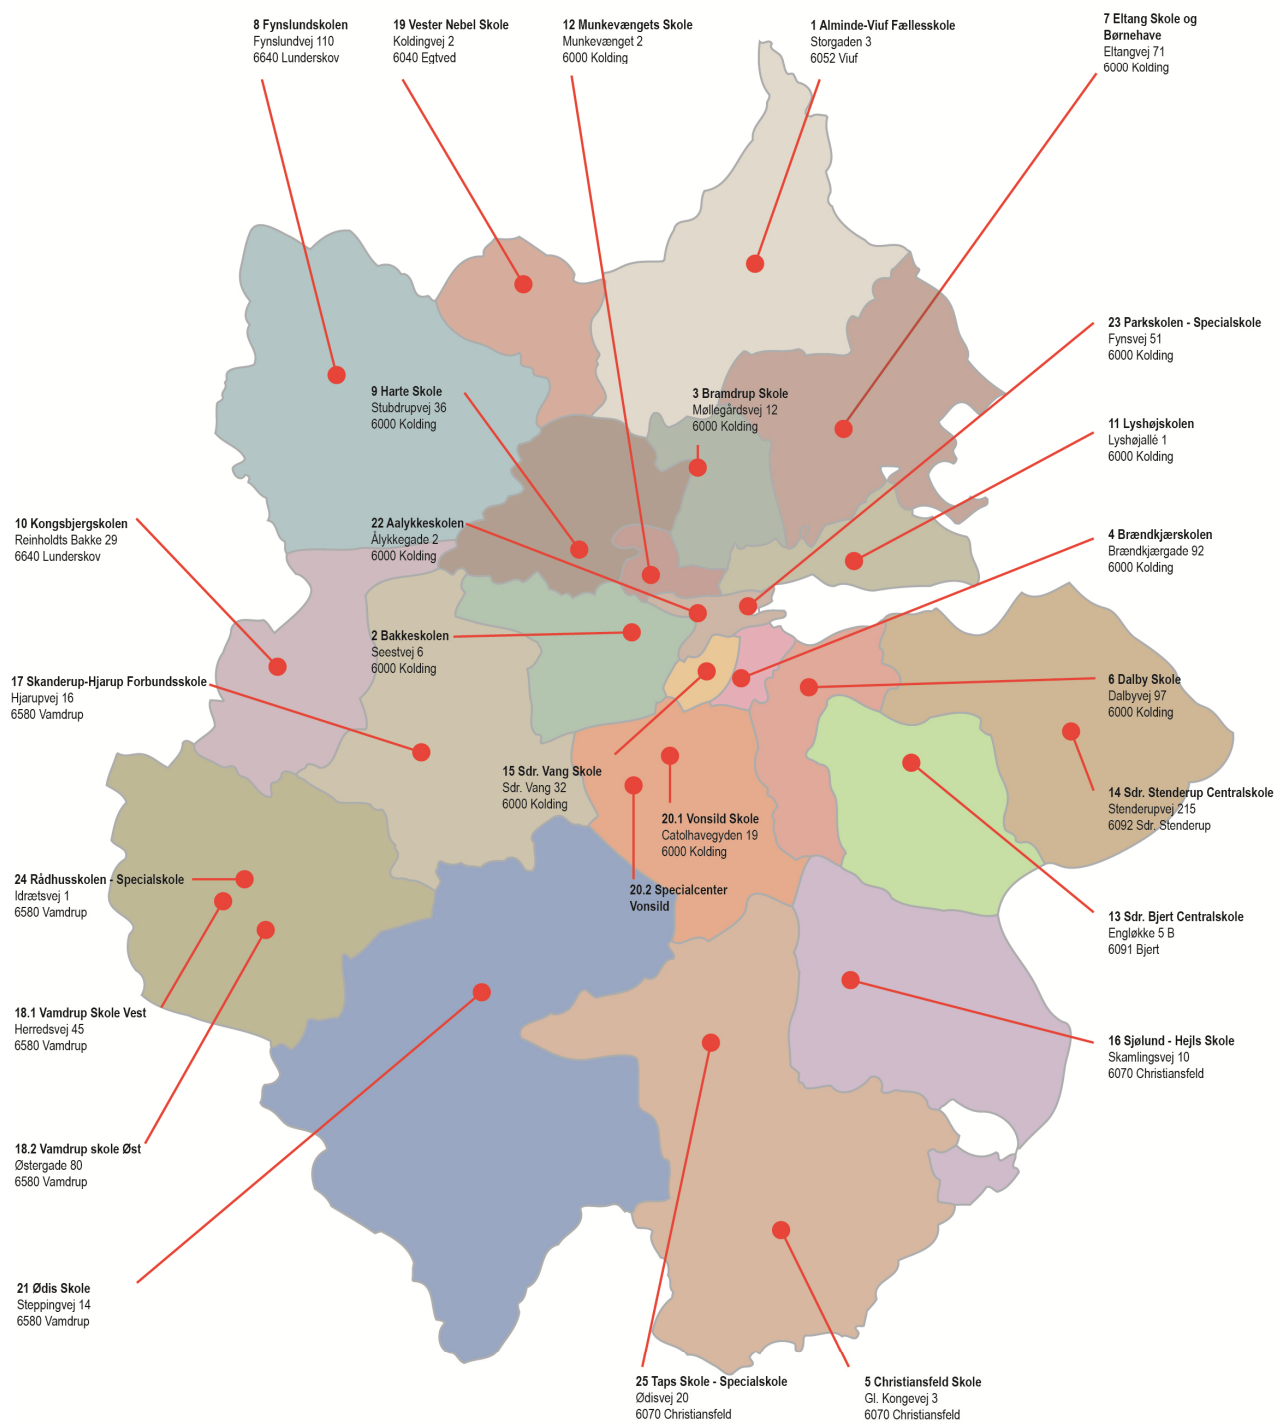 8 Fynslundskolen
Fynslundvej 110
6640 Lunderskov
19 Vester Nebel Skole
Koldingvej 2
6040 Egtved
12 Munkevængets Skole
Munkevænget 2
6000 Kolding
1 Alminde-Viuf Fællesskole
Storgaden 3
6052 Viuf
7 Eltang Skole og
Børnehave
Eltangvej 71
6000 Kolding
23 Parkskolen - Specialskole
Fynsvej 51
6000 Kolding
9 Harte Skole
Stubdrupvej 36
6000 Kolding
3 Bramdrup Skole
Møllegårdsvej 12
6000 Kolding
11 Lyshøjskolen
Lyshøjallé 1
6000 Kolding
10 Kongsbjergskolen
Reinholdts Bakke 29
6640 Lunderskov
22 Aalykkeskolen
Ålykkegade 2
6000 Kolding
4 Brændkjærskolen
Brændkjærgade 92
6000 Kolding
2 Bakkeskolen
Seestvej 6
6000 Kolding
17 Skanderup-Hjarup Forbundsskole
Hjarupvej 16
6580 Vamdrup
6 Dalby Skole
Dalbyvej 97
6000 Kolding
15 Sdr. Vang Skole
Sdr. Vang 32
6000 Kolding
14 Sdr. Stenderup Centralskole
Stenderupvej 215
6092 Sdr. Stenderup
20.1 Vonsild Skole
Catolhavegyden 19
6000 Kolding
24 Rådhusskolen - Specialskole
Idrætsvej 1
6580 Vamdrup
20.2 Specialcenter
Vonsild
13 Sdr. Bjert Centralskole
Engløkke 5 B
6091 Bjert
18.1 Vamdrup Skole Vest
Herredsvej 45
6580 Vamdrup
16 Sjølund - Hejls Skole
Skamlingsvej 10
6070 Christiansfeld
18.2 Vamdrup skole Øst
Østergade 80
6580 Vamdrup
21 Ødis Skole
Steppingvej 14
6580 Vamdrup
25 Taps Skole - Specialskole
Ødisvej 20
6070 Christiansfeld
5 Christiansfeld Skole
Gl. Kongevej 3
6070 Christiansfeld